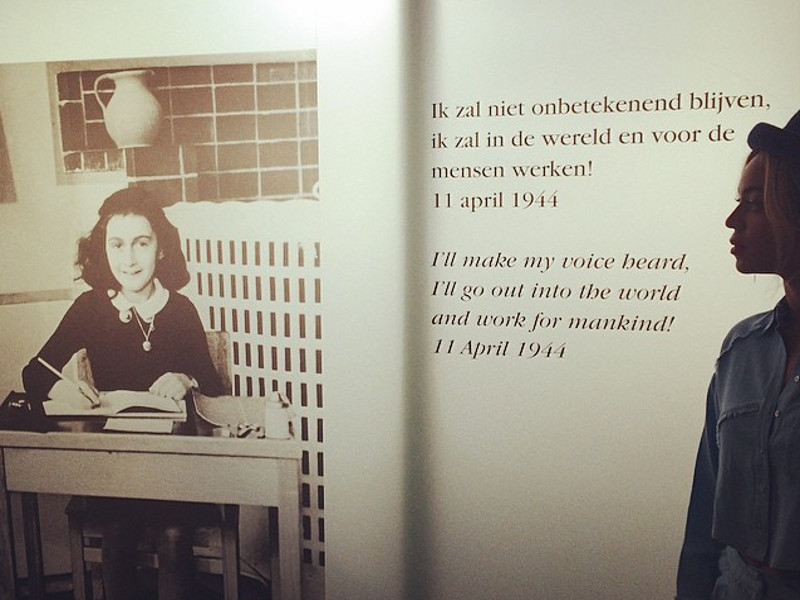 Ik zal niet onbetekenend blijven,
ik zal in de wereld en voor de
mensen werken!
11 april 1944
I'll make my voice heard,
I'll go out into the world
and work for mankind!
11 April 1944